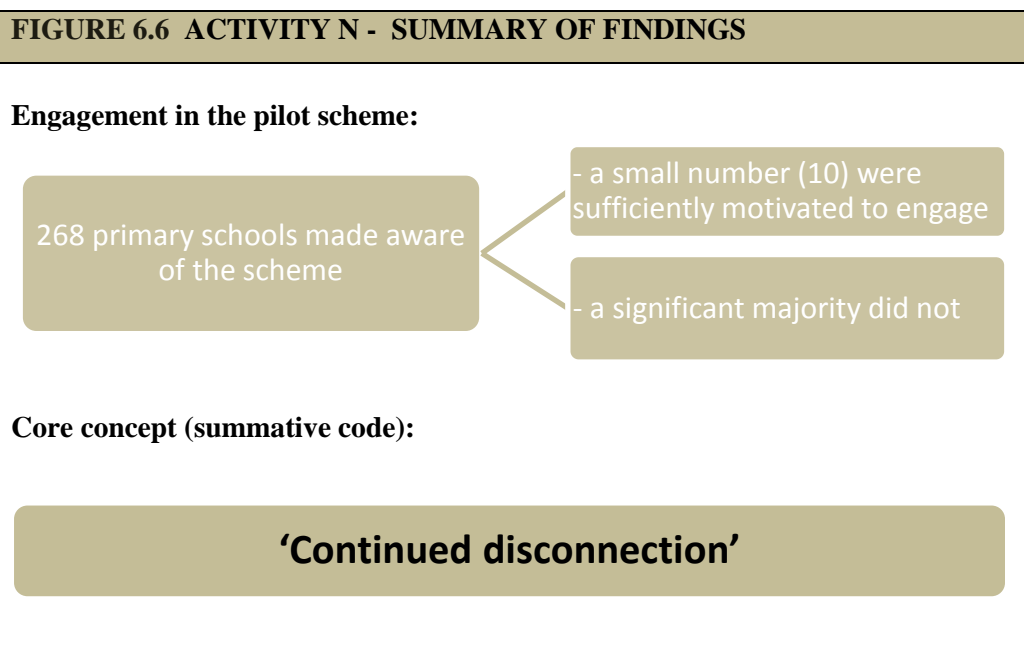 FIGURE 6.6 ACTIVITY N - SUMMARY OF FINDINGS
Engagement in the pilot scheme:
268 primary schools made aware
of the scheme
- a small number (10) were
sufficiently motivated to engage
- a significant majority did not
Core concept (summative code):
‘Continued disconnection’